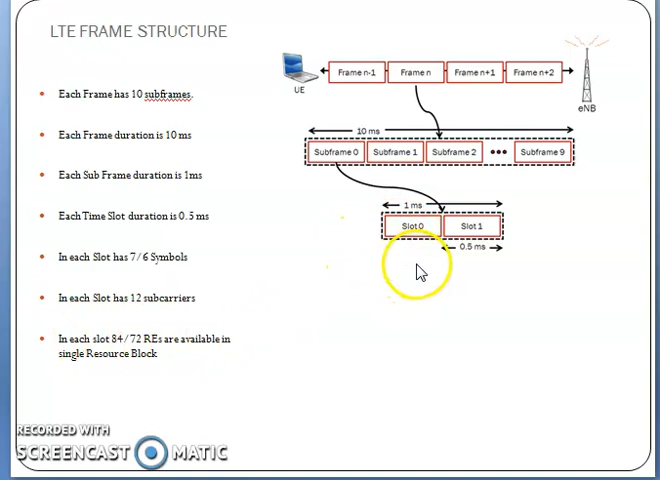 LTE FRAME STRUCTURE
Each Frame has 10 subframes.
Each Frame duration is 10 ms
Each Sub Frame duration is 1ms
Each Time Slot duration is 0.5 ms
In each Slot has 7/6 Symbols
In each Slot has 12 subcarriers
In each slot 84/72 REs are available in
single Resource Block
UE
Frame n-1
Frame n
Frame n+1
Frame n+2
eNB
10 ms
Subframe 0
Subframe 1
Subframe 2
Subframe 9
1 ms
Slot 0
Slot 1
0.5 ms
RECORDED WITH
SCREENCAST MATIC